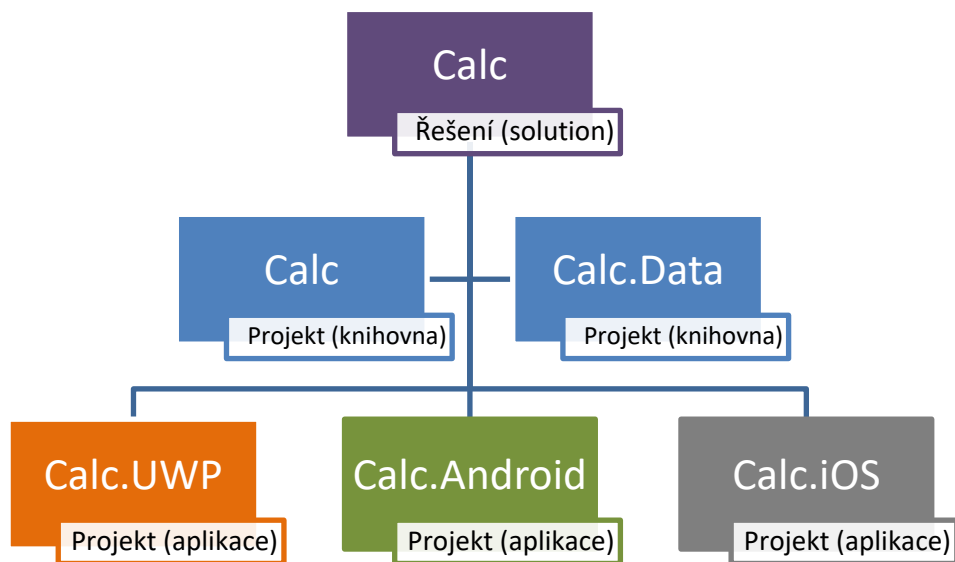 Calc
Řešení (solution)
Calc
Projekt (knihovna)
Calc.Data
Projekt (knihovna)
Calc.UWP
Projekt (aplikace)
Calc.Android
Projekt (aplikace)
Calc.iOS
Projekt (aplikace)